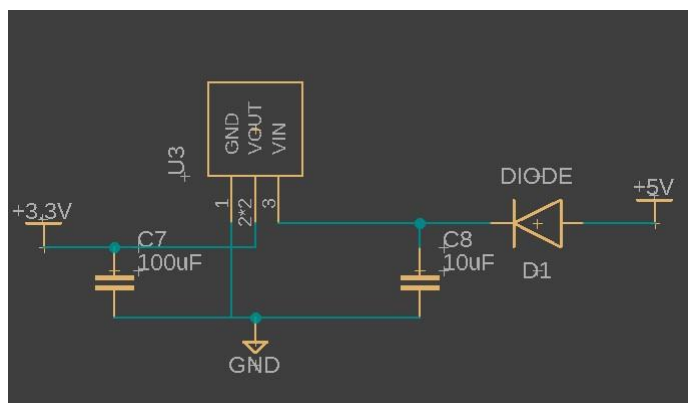 GND
VOUT
VIN
U3
1
2*2
3
DIODE
+5V
+3.3V
C7
100uF
C8
10uF
D1
GND